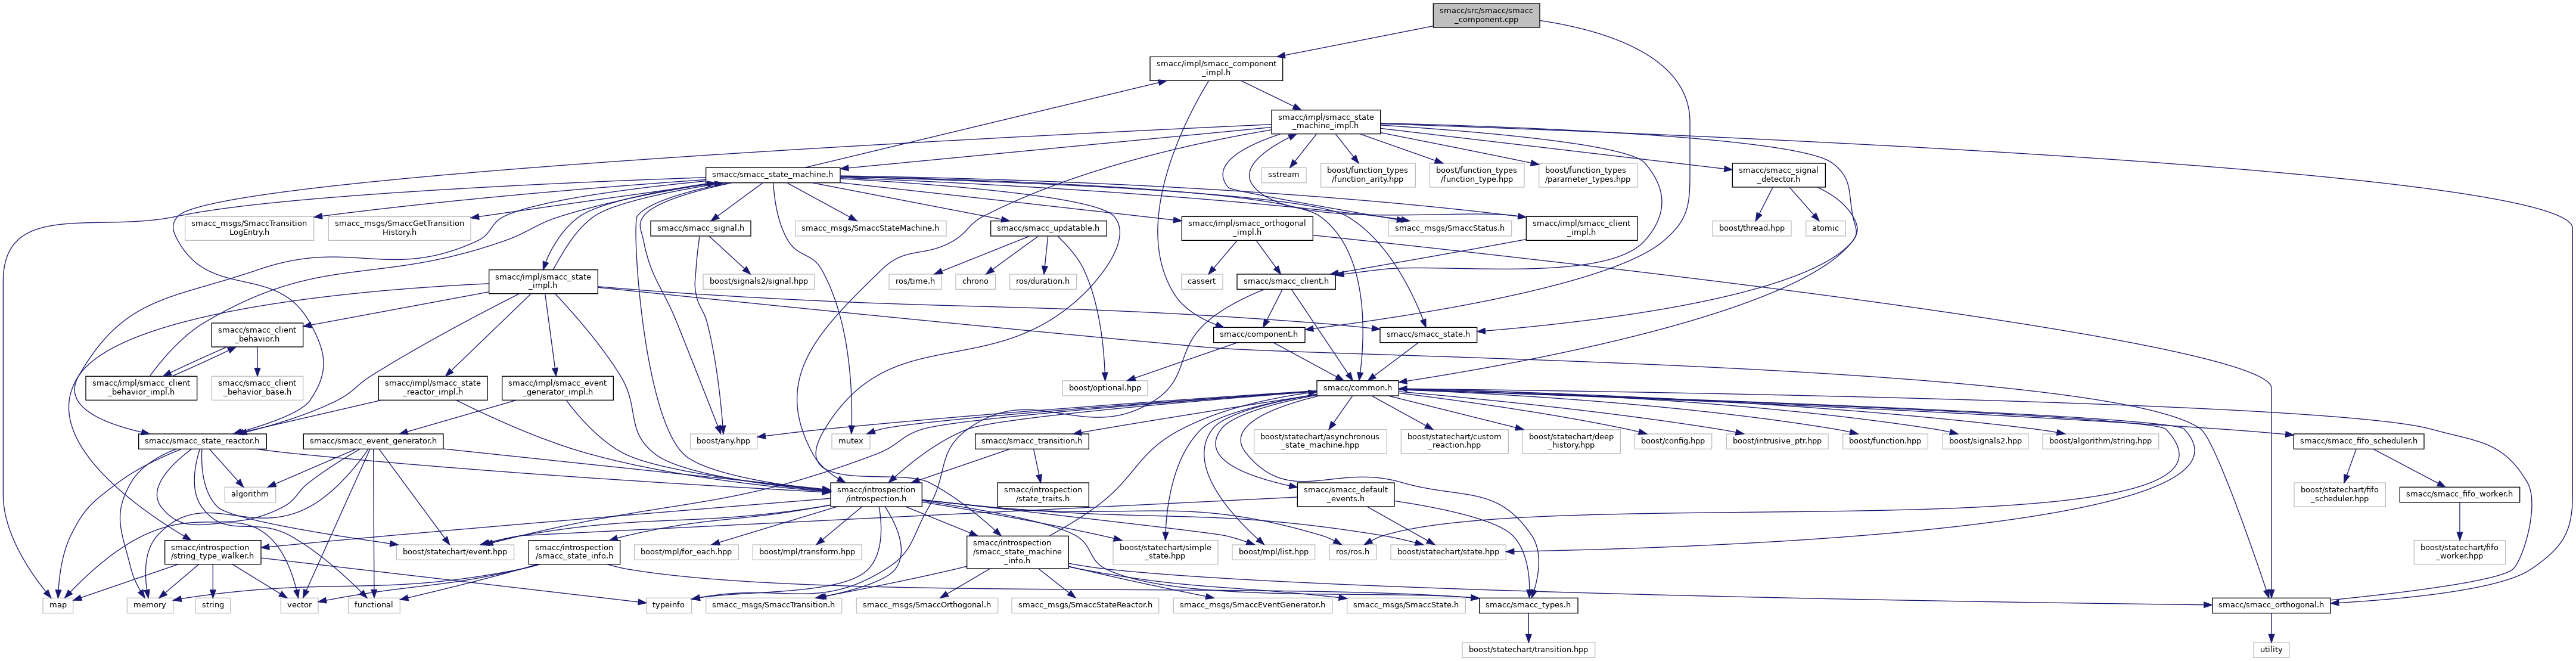 smacc/src/smacc/smacc
_component.cpp
smacc/impl/smacc_component
_impl.h
smacc/impl/smacc_state
_machine_impl.h
smacc/smacc_state_machine.h
sstream
boost/function_types
/function_arity.hpp
boost/function_types
/function_type.hpp
boost/function_types
/parameter_types.hpp
smacc/smacc_signal
_detector.h
smacc_msgs/SmaccTransition
LogEntry.h
smacc_msgs/SmaccGetTransition
History.h
smacc/smacc_signal.h
smacc_msgs/SmaccStateMachine.h
smacc/smacc_updatable.h
smacc/impl/smacc_orthogonal
_impl.h
smacc_msgs/SmaccStatus.h
smacc/impl/smacc_client
_impl.h
boost/thread.hpp
atomic
smacc/impl/smacc_state
_impl.h
boost/signals2/signal.hpp
ros/time.h
chrono
ros/duration.h
cassert
smacc/smacc_client.h
smacc/smacc_client
_behavior.h
smacc/component.h
smacc/smacc_state.h
smacc/impl/smacc_client
_behavior_impl.h
smacc/smacc_client
_behavior_base.h
smacc/impl/smacc_state
_reactor_impl.h
smacc/impl/smacc_event
_generator_impl.h
boost/optional.hpp
smacc/common.h
smacc/smacc_state_reactor.h
smacc/smacc_event_generator.h
boost/any.hpp
mutex
smacc/smacc_transition.h
boost/statechart/asynchronous
_state_machine.hpp
boost/statechart/custom
_reaction.hpp
boost/statechart/deep
_history.hpp
boost/config.hpp
boost/intrusive_ptr.hpp
boost/function.hpp
boost/signals2.hpp
boost/algorithm/string.hpp
smacc/smacc_fifo_scheduler.h
algorithm
smacc/introspection
/introspection.h
smacc/introspection
/state_traits.h
smacc/smacc_default
_events.h
boost/statechart/fifo
_scheduler.hpp
smacc/smacc_fifo_worker.h
smacc/introspection
/string_type_walker.h
boost/statechart/event.hpp
smacc/introspection
/smacc_state_info.h
boost/mpl/for_each.hpp
boost/mpl/transform.hpp
smacc/introspection
/smacc_state_machine
_info.h
boost/statechart/simple
_state.hpp
boost/mpl/list.hpp
ros/ros.h
boost/statechart/state.hpp
boost/statechart/fifo
_worker.hpp
map
memory
string
vector
functional
typeinfo
smacc_msgs/SmaccTransition.h
smacc_msgs/SmaccOrthogonal.h
smacc_msgs/SmaccStateReactor.h
smacc_msgs/SmaccEventGenerator.h
smacc_msgs/SmaccState.h
smacc/smacc_types.h
smacc/smacc_orthogonal.h
boost/statechart/transition.hpp
utility